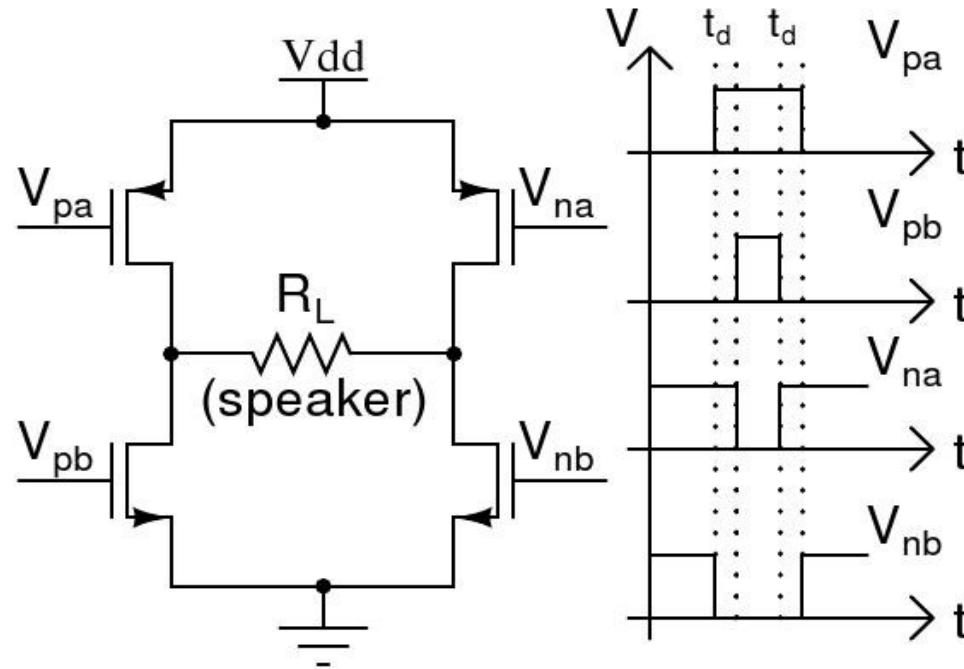 Vdd
V_pa
V_na
R_L
(speaker)
V_pb
V_nb
V
t_d t_d
V_pa
t
V_pb
t
V_na
t
V_nb
t